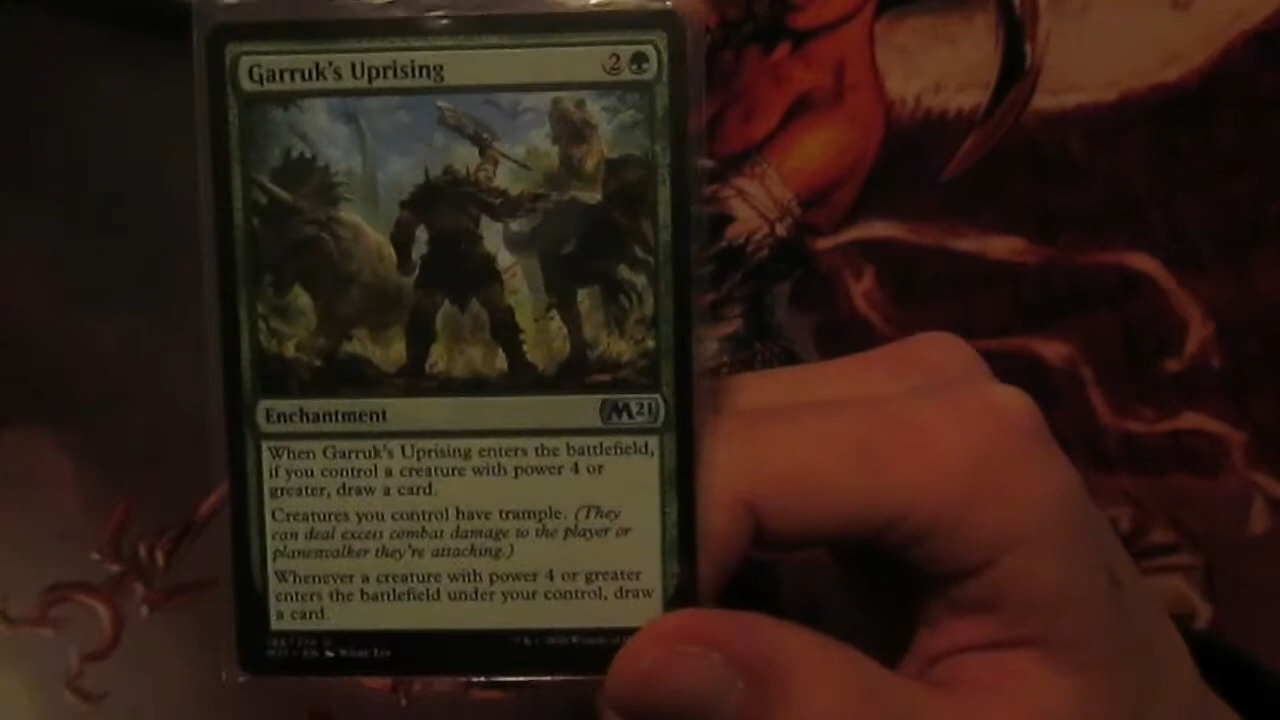 Garruk's Uprising 2
Enchantment M21
When Garruk's Uprising enters the battlefield,
if you control a creature with power 4 or
greater, draw a card.
Creatures you control have trample. (They
can deal excess combat damage to the player or
planeswalker they're attacking.)
Whenever a creature with power 4 or greater
enters the battlefield under your control, draw
a card.